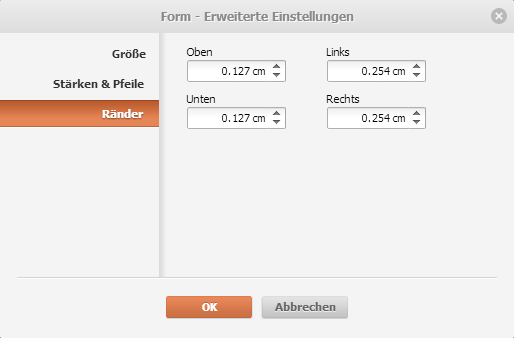 Form - Erweiterte Einstellungen
Größe
Stärken & Pfeile
Ränder
Oben
Links
0.127 cm
0.254 cm
Unten
Rechts
0.127 cm
0.254 cm
OK
Abbrechen